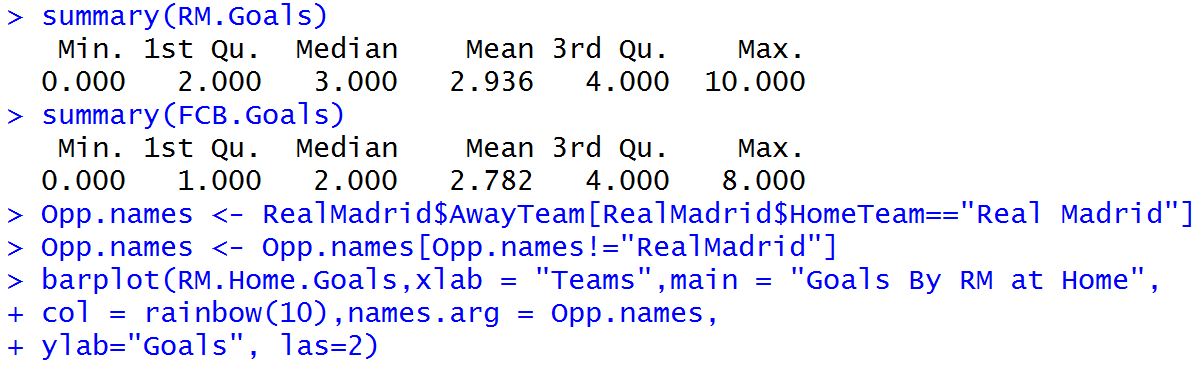 > summary(RM.Goals)
Min. 1st Qu. Median Mean 3rd Qu. Max.
0.000 2.000 3.000 2.936 4.000 10.000
> summary(FCB.Goals)
Min. 1st Qu. Median Mean 3rd Qu. Max.
0.000 1.000 2.000 2.782 4.000 8.000
> Opp.names <- RealMadrid$AwayTeam[RealMadrid$HomeTeam=="Real Madrid"]
> Opp.names <- Opp.names[Opp.names!="RealMadrid"]
> barplot(RM.Home.Goals,xlab = "Teams",main = "Goals By RM at Home",
+ col = rainbow(10),names.arg = Opp.names,
+ ylab="Goals", las=2)